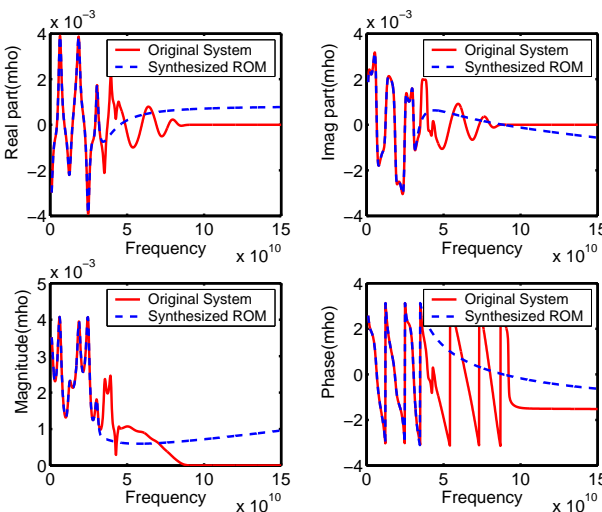 x 10−3
4
2
0
−2
−4
0
5
10
15
x 1010
Frequency
Real part(mho)
Original System
Synthesized ROM
x 10−3
4
2
0
−2
−4
0
5
10
15
x 1010
Frequency
Imag part(mho)
Original System
Synthesized ROM
x 10−3
5
4
3
2
1
0
0
5
10
15
x 1010
Frequency
Magnitude(mho)
Original System
Synthesized ROM
4
2
0
−2
−4
0
5
10
15
x 1010
Frequency
Phase(mho)
Original System
Synthesized ROM